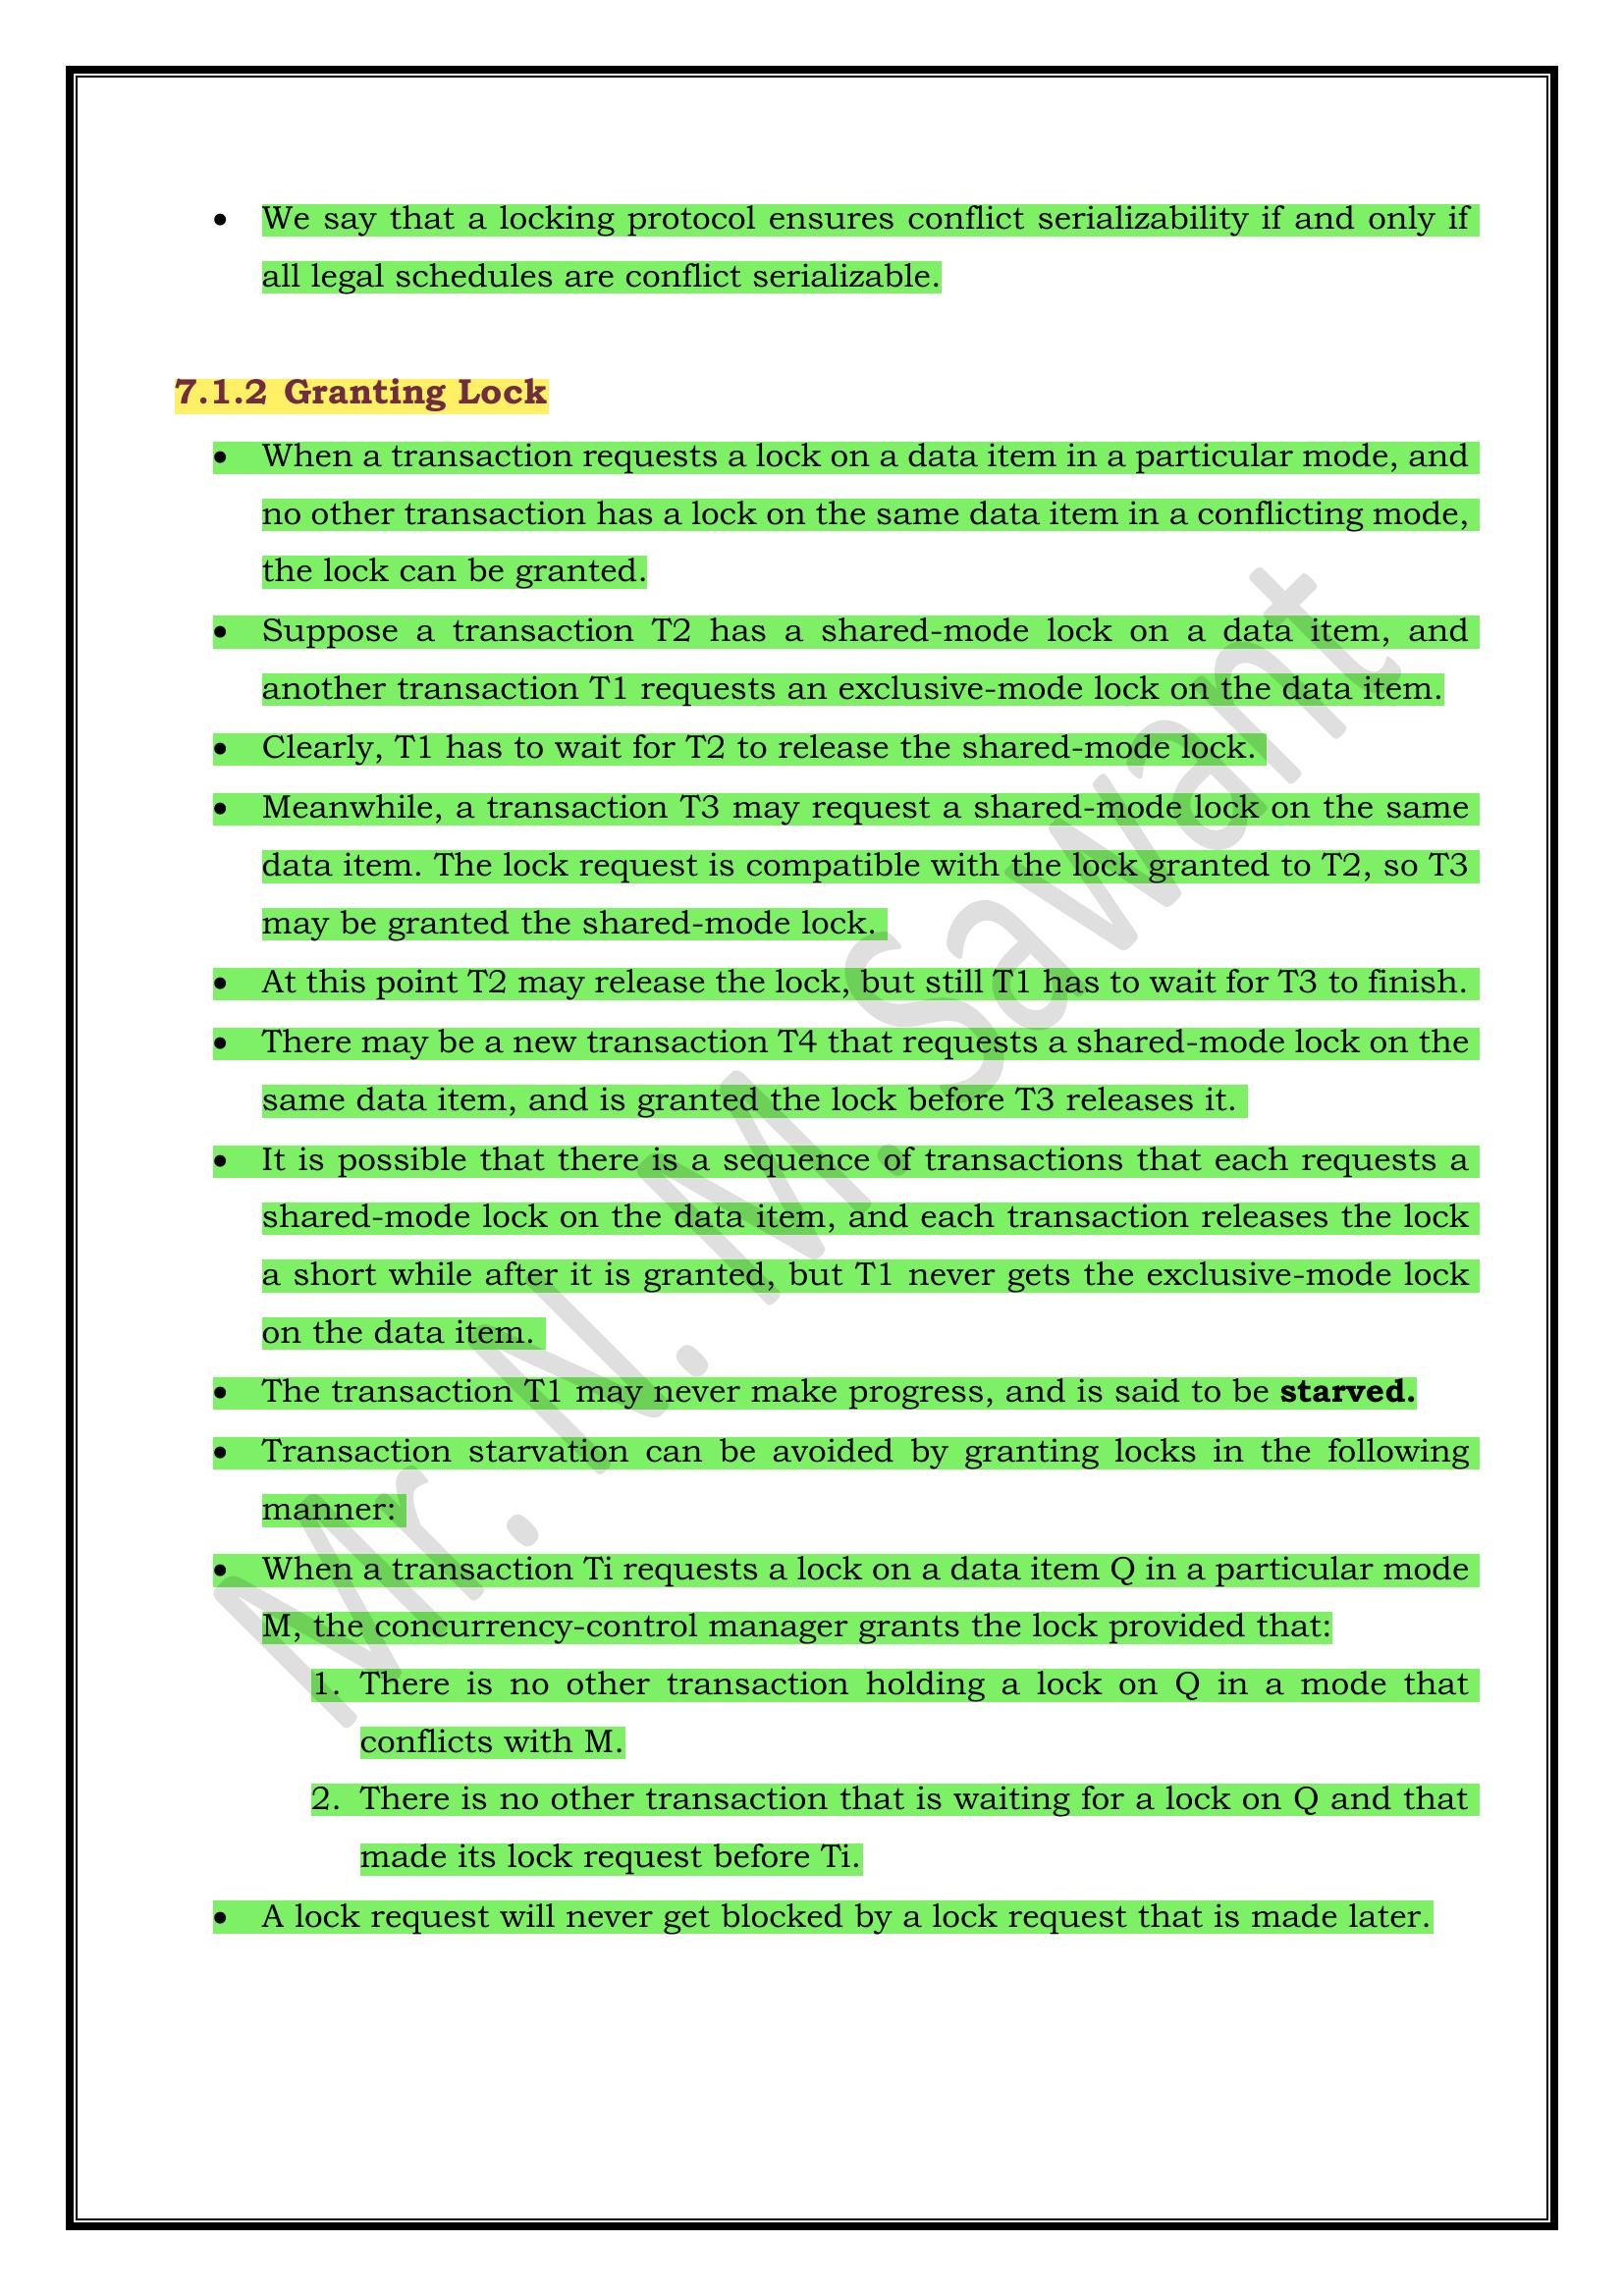 • We say that a locking protocol ensures conflict serializability if and only if
all legal schedules are conflict serializable.
7.1.2 Granting Lock
• When a transaction requests a lock on a data item in a particular mode, and
no other transaction has a lock on the same data item in a conflicting mode,
the lock can be granted.
• Suppose a transaction T2 has a shared-mode lock on a data item, and
another transaction T1 requests an exclusive-mode lock on the data item.
• Clearly, T1 has to wait for T2 to release the shared-mode lock.
• Meanwhile, a transaction T3 may request a shared-mode lock on the same
data item. The lock request is compatible with the lock granted to T2, so T3
may be granted the shared-mode lock.
• At this point T2 may release the lock, but still T1 has to wait for T3 to finish.
• There may be a new transaction T4 that requests a shared-mode lock on the
same data item, and is granted the lock before T3 releases it.
• It is possible that there is a sequence of transactions that each requests a
shared-mode lock on the data item, and each transaction releases the lock
a short while after it is granted, but T1 never gets the exclusive-mode lock
on the data item.
• The transaction T1 may never make progress, and is said to be starved.
• Transaction starvation can be avoided by granting locks in the following
manner:
• When a transaction Ti requests a lock on a data item Q in a particular mode
M, the concurrency-control manager grants the lock provided that:
1. There is no other transaction holding a lock on Q in a mode that
conflicts with M.
2. There is no other transaction that is waiting for a lock on Q and that
made its lock request before Ti.
• A lock request will never get blocked by a lock request that is made later.
Mr. N. M. Sawant